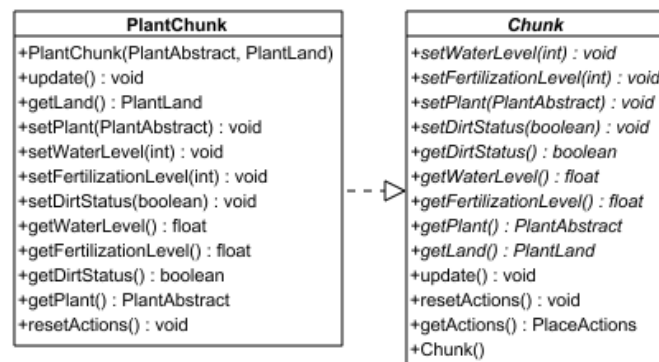 PlantChunk
+PlantChunk(PlantAbstract, PlantLand)
+update() : void
+getLand() : PlantLand
+setPlant(PlantAbstract) : void
+setWaterLevel(int) : void
+setFertilizationLevel(int) : void
+setDirtStatus(boolean) : void
+getWaterLevel() : float
+getFertilizationLevel() : float
+getDirtStatus() : boolean
+getPlant() : PlantAbstract
+resetActions() : void
Chunk
+setWaterLevel(int) : void
+setFertilizationLevel(int) : void
+setPlant(PlantAbstract) : void
+setDirtStatus(boolean) : void
+getDirtStatus() : boolean
+getWaterLevel() : float
+getFertilizationLevel() : float
+getPlant() : PlantAbstract
+getLand() : PlantLand
+update() : void
+resetActions() : void
+getActions() : PlaceActions
+Chunk()